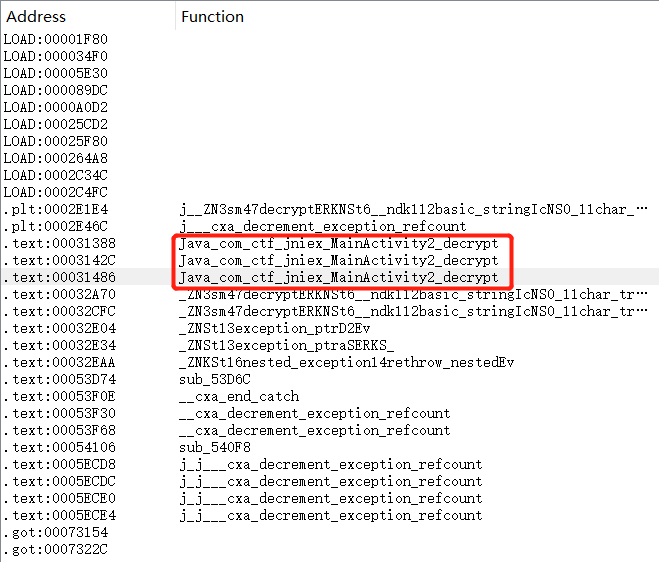 Address Function
LOAD:00001F80
LOAD:000034F0
LOAD:00005E30
LOAD:000089DC
LOAD:0000A0D2
LOAD:00025CD2
LOAD:00025F80
LOAD:000264A8
LOAD:0002C34C
LOAD:0002C4FC
.plt:0002E1E4 j__ZN3sm47decryptERKNSt6__ndk112basic_stringIcNS0_11char_…
.plt:0002E46C j___cxa_decrement_exception_refcount
.text:00031388 Java_com_ctf_jniex_MainActivity2_decrypt
.text:0003142C Java_com_ctf_jniex_MainActivity2_decrypt
.text:00031486 Java_com_ctf_jniex_MainActivity2_decrypt
.text:00032A70 _ZN3sm47decryptERKNSt6__ndk112basic_stringIcNS0_11char_tr…
.text:00032CFC _ZN3sm47decryptERKNSt6__ndk112basic_stringIcNS0_11char_tr…
.text:00032E04 _ZNSt13exception_ptrD2Ev
.text:00032E34 _ZNSt13exception_ptraSERKS_
.text:00032EAA _ZNKSt16nested_exception14rethrow_nestedEv
.text:00053D74 sub_53D6C
.text:00053F0E __cxa_end_catch
.text:00053F30 __cxa_decrement_exception_refcount
.text:00053F68 __cxa_decrement_exception_refcount
.text:00054106 sub_540F8
.text:0005ECD8 j_j___cxa_decrement_exception_refcount
.text:0005ECDC j_j___cxa_decrement_exception_refcount
.text:0005ECE0 j_j___cxa_decrement_exception_refcount
.text:0005ECE4 j_j___cxa_decrement_exception_refcount
.got:00073154
.got:0007322C